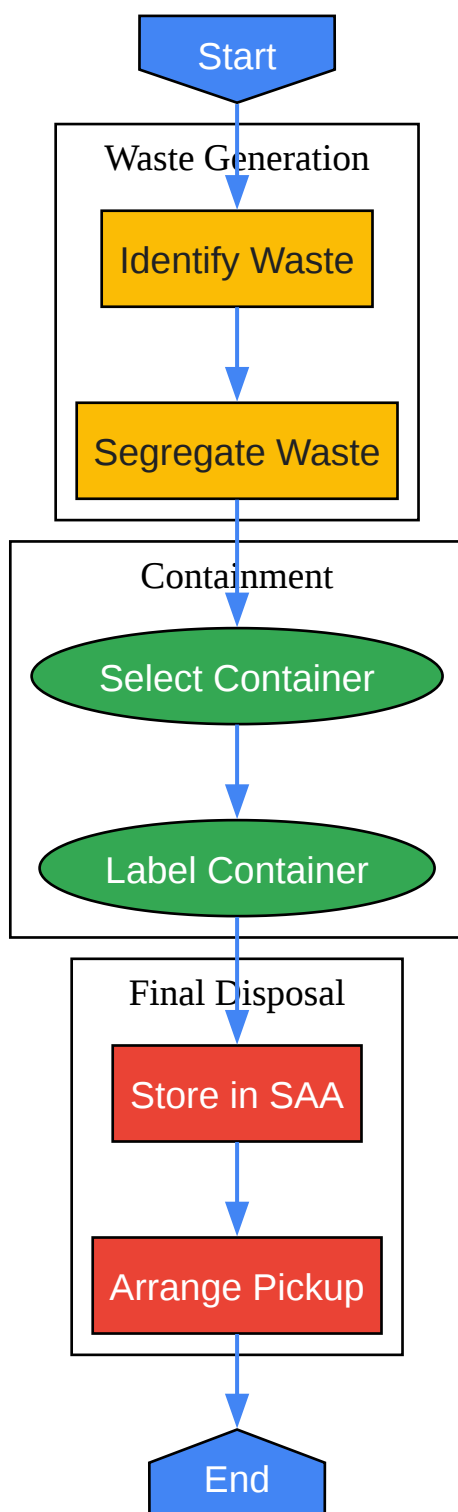 Start
Waste Generation
Identify Waste
Segregate Waste
Containment
Select Container
Label Container
Final Disposal
Store in SAA
Arrange Pickup
End